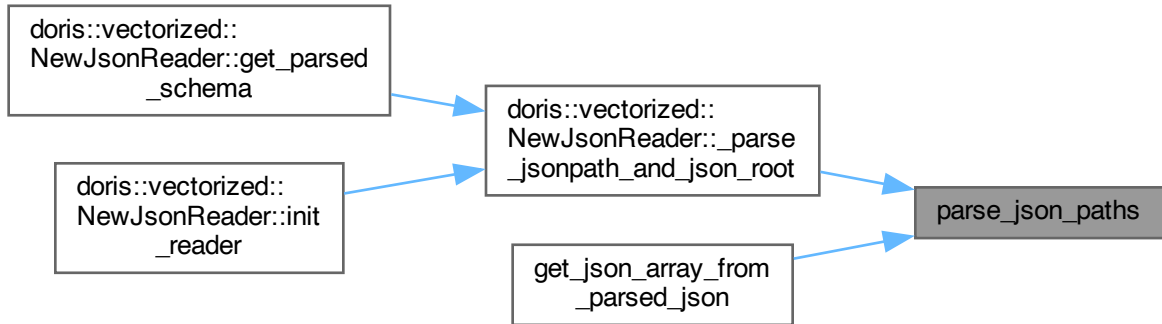 doris::vectorized::
NewJsonReader::get_parsed
_schema
doris::vectorized::
NewJsonReader::init
_reader
doris::vectorized::
NewJsonReader::_parse
_jsonpath_and_json_root
get_json_array_from
_parsed_json
parse_json_paths